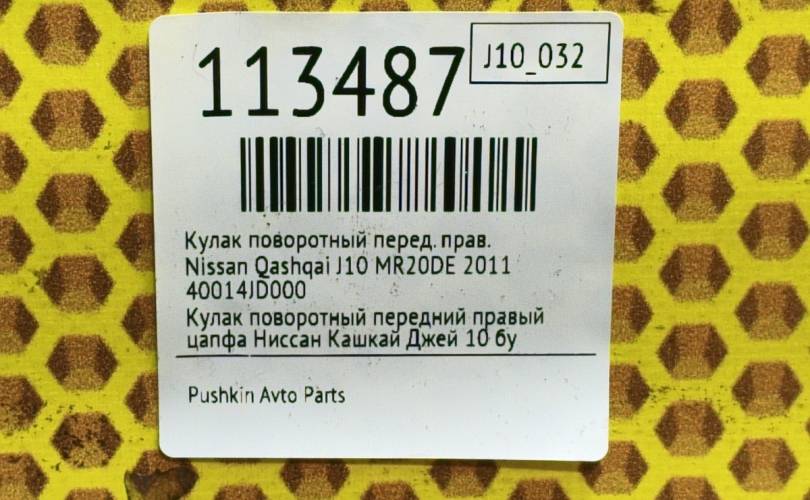 113487
J10_032
Кулак поворотный перед. прав.
Nissan Qashqai J10 MR20DE 2011
40014JD000
Кулак поворотный передний правый
цапфа Ниссан Кашкай Джей 10 бу
Pushkin Avto Parts